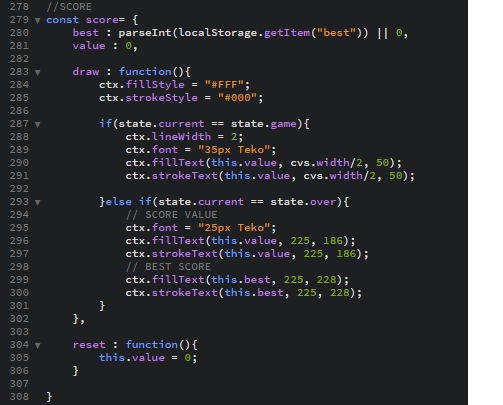 278 //SCORE
279 const score= {
280     best : parseInt(localStorage.getItem("best")) || 0,
281     value : 0,
282
283     draw : function(){
284         ctx.fillStyle = "#FFF";
285         ctx.strokeStyle = "#000";
286
287         if(state.current == state.game){
288             ctx.lineWidth = 2;
289             ctx.font = "35px Teko";
290             ctx.fillText(this.value, cvs.width/2, 50);
291             ctx.strokeText(this.value, cvs.width/2, 50);
292
293         }else if(state.current == state.over){
294             // SCORE VALUE
295             ctx.font = "25px Teko";
296             ctx.fillText(this.value, 225, 186);
297             ctx.strokeText(this.value, 225, 186);
298             // BEST SCORE
299             ctx.fillText(this.best, 225, 228);
300             ctx.strokeText(this.best, 225, 228);
301         }
302     },
303
304     reset : function(){
305         this.value = 0;
306     }
307
308 }